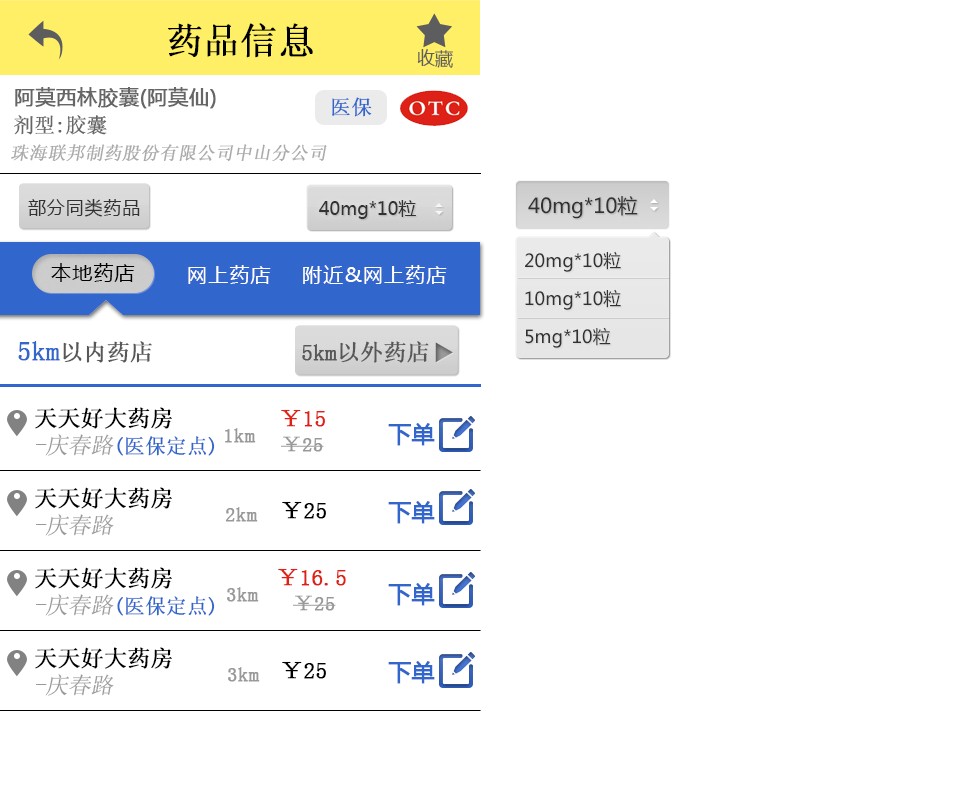 药品信息
收藏
阿莫西林胶囊(阿莫仙)
医保
OTC
剂型:胶囊
珠海联邦制药股份有限公司中山分公司
部分同类药品
40mg*10粒
本地药店
网上药店
附近&网上药店
5km以内药店
5km以外药店
天天好大药房
-庆春路(医保定点)
1km
¥15
¥25
下单
天天好大药房
-庆春路
2km
¥25
下单
天天好大药房
-庆春路(医保定点)
3km
¥16.5
¥25
下单
天天好大药房
-庆春路
3km
¥25
下单
40mg*10粒
20mg*10粒
10mg*10粒
5mg*10粒